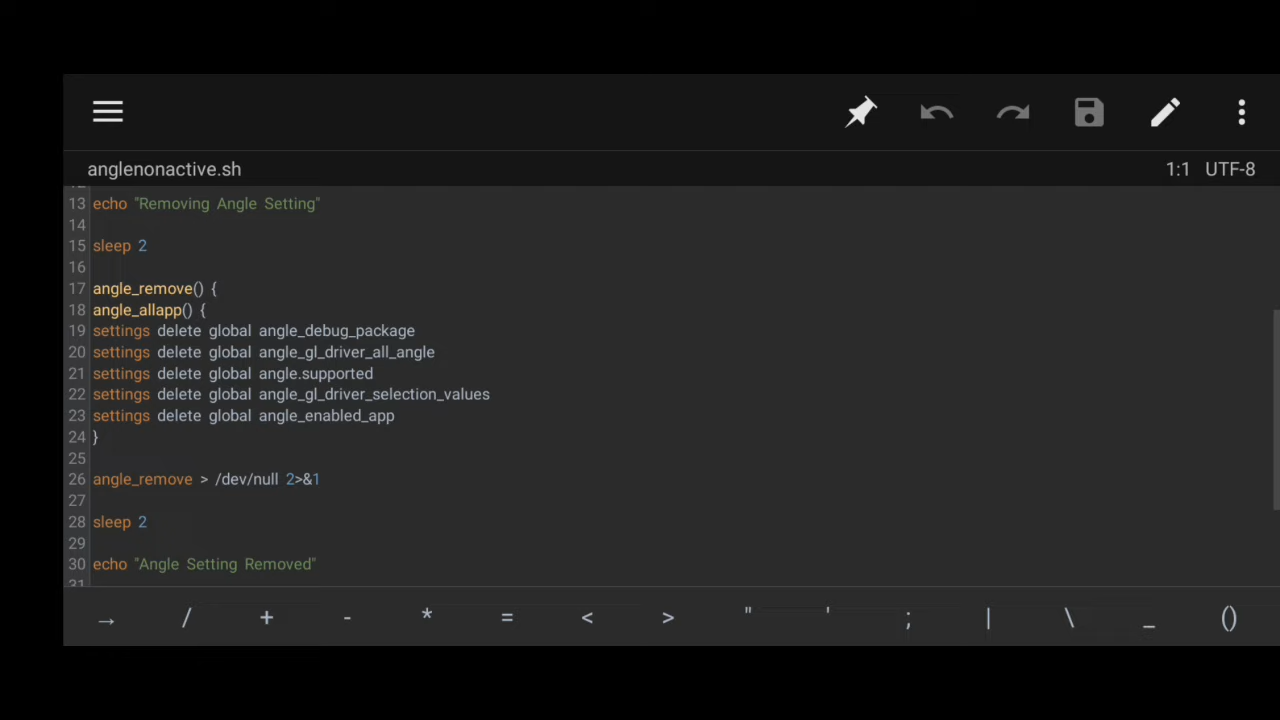 anglenonactive.sh 1:1 UTF-8
13 echo "Removing Angle Setting"
14
15 sleep 2
16
17 angle_remove() {
18 angle_allapp() {
19 settings delete global angle_debug_package
20 settings delete global angle_gl_driver_all_angle
21 settings delete global angle.supported
22 settings delete global angle_gl_driver_selection_values
23 settings delete global angle_enabled_app
24 }
25
26 angle_remove > /dev/null 2>&1
27
28 sleep 2
29
30 echo "Angle Setting Removed"
31
→ / + - * = < > " ' ; | \ _ ()